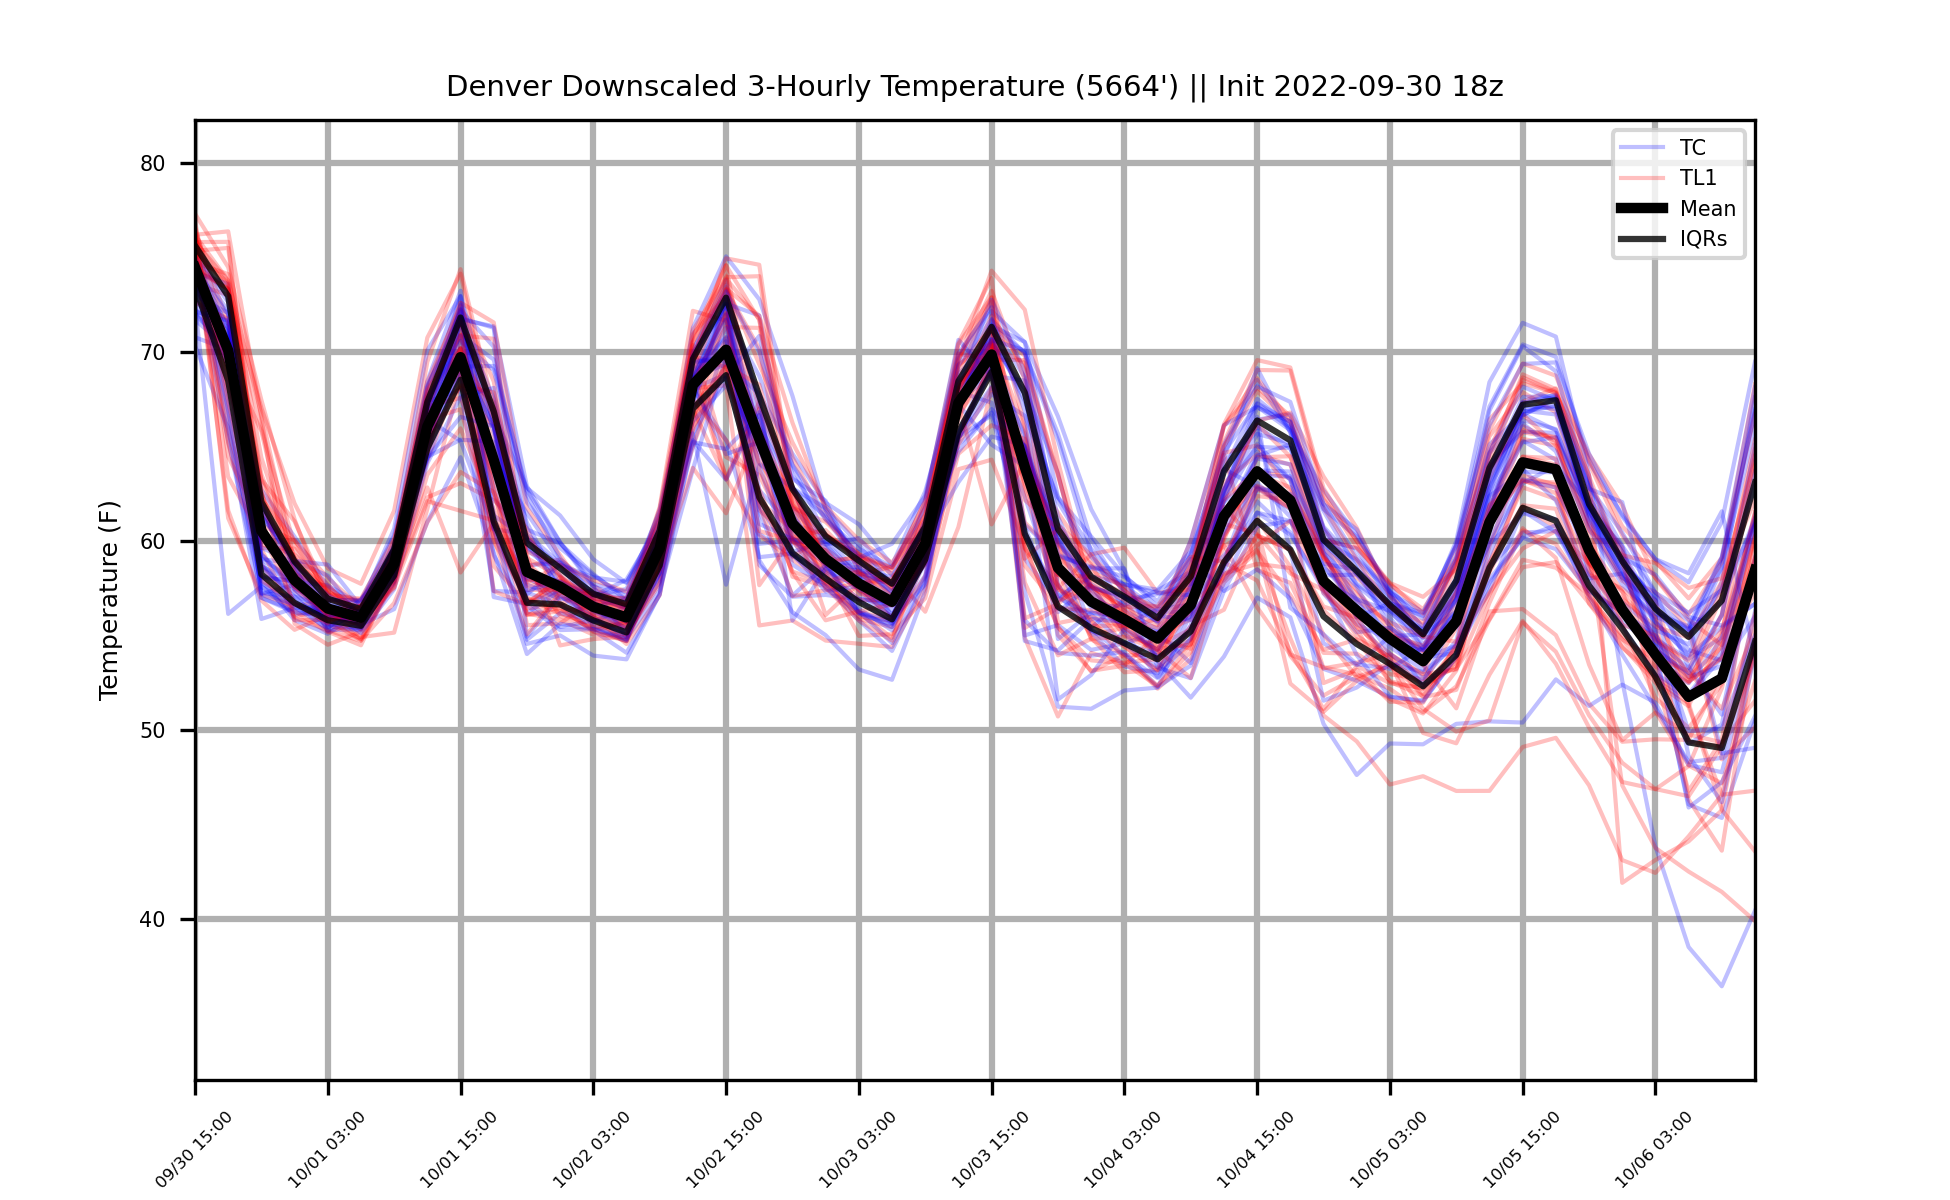 Denver Downscaled 3-Hourly Temperature (5664') || Init 2022-09-30 18z
TC
TL1
Mean
IQRs
Temperature (F)
80
70
60
50
40
09/30 15:00
10/01 03:00
10/01 15:00
10/02 03:00
10/02 15:00
10/03 03:00
10/03 15:00
10/04 03:00
10/04 15:00
10/05 03:00
10/05 15:00
10/06 03:00